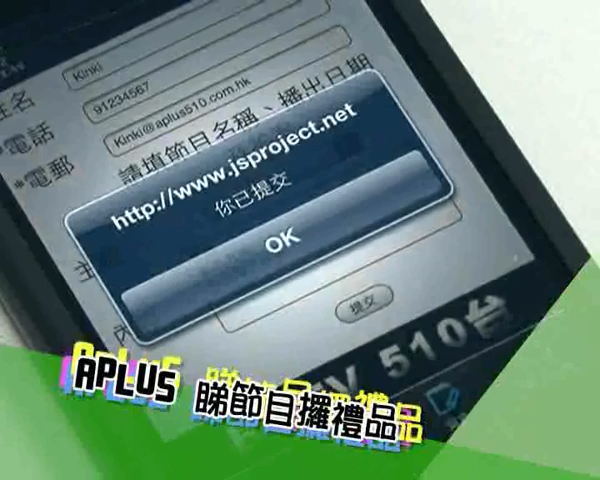 姓名
Kinki
*電話
91234567
*電郵
Kinki@aplus510.com.hk
請填節目名稱、播出日期
http://www.jsproject.net
你已提交
OK
提交
TV 510台
APLUS 睇節目攞禮品